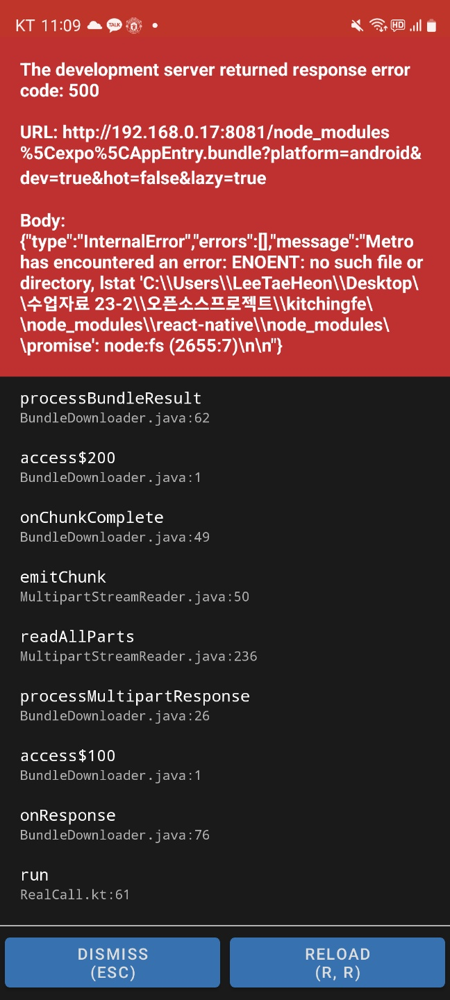 KT 11:09
TALK
HD
The development server returned response error
code: 500
URL: http://192.168.0.17:8081/node_modules
%5Cexpo%5CAppEntry.bundle?platform=android&
dev=true&hot=false&lazy=true
Body:
{"type":"InternalError","errors":[],"message":"Metro
has encountered an error: ENOENT: no such file or
directory, lstat 'C:\\Users\\LeeTaeHeon\\Desktop\
\수업자료 23-2\\오픈소스프로젝트\\kitchingfe\
\node_modules\\react-native\\node_modules\
\promise': node:fs (2655:7)\n\n"}
processBundleResult
BundleDownloader.java:62
access$200
BundleDownloader.java:1
onChunkComplete
BundleDownloader.java:49
emitChunk
MultipartStreamReader.java:50
readAllParts
MultipartStreamReader.java:236
processMultipartResponse
BundleDownloader.java:26
access$100
BundleDownloader.java:1
onResponse
BundleDownloader.java:76
run
RealCall.kt:61
DISMISS
(ESC)
RELOAD
(R, R)